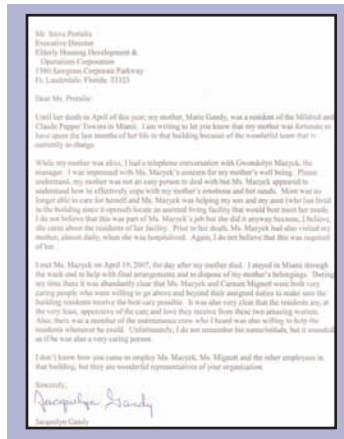 Mr. Steve Protulis
Executive Director
Elderly Housing Development &
Operations Corporation
1580 Sawgrass Corporate Parkway
Ft. Lauderdale, Florida 33323
Dear Mr. Protulis:
Until her death in April of this year, my mother, Marie Gandy, was a resident of the Mildred and
Claude Pepper Towers in Miami. I am writing to let you know that my mother was fortunate to
have spent the last months of her life in that building because of the wonderful team that is
currently in charge.
While my mother was alive, I had a telephone conversation with Gwendolyn Mazyck, the
manager. I was impressed with Ms. Mazyck's concern for my mother's well being. Please
understand, my mother was not an easy person to deal with but Ms. Mazyck appeared to
understand how to effectively cope with my mother's emotions and her needs. Mom was no
longer able to care for herself and Ms. Mazyck was helping my son and my aunt (who has lived
in the building since it opened) locate an assisted living facility that would best meet her needs.
I do not believe that this was part of Ms. Mazyck's job but she did it anyway because, I believe,
she cares about the residents of her facility. Prior to her death, Ms. Mazyck had also visited my
mother, almost daily, when she was hospitalized. Again, I do not believe that this was required
of her.
I met Ms. Mazyck on April 19, 2007, the day after my mother died. I stayed in Miami through
the week end to help with final arrangements and to dispose of my mother's belongings. During
my time there it was abundantly clear that Ms. Mazyck and Carmen Mignott were both very
caring people who were willing to go above and beyond their assigned duties to make sure the
building residents receive the best care possible. It was also very clear that the residents are, at
the very least, appreciative of the care and love they receive from these two amazing women.
Also, there was a member of the maintenance crew who I heard was also willing to help the
residents whenever he could. Unfortunately, I do not remember his name/initials, but it sounded
as if he was also a very caring person.
I don't know how you came to employ Ms. Mazyck, Ms. Mignott and the other employees in
that building, but they are wonderful representatives of your organization.
Sincerely,
Jacquelyn Gandy
Jacquelyn Gandy